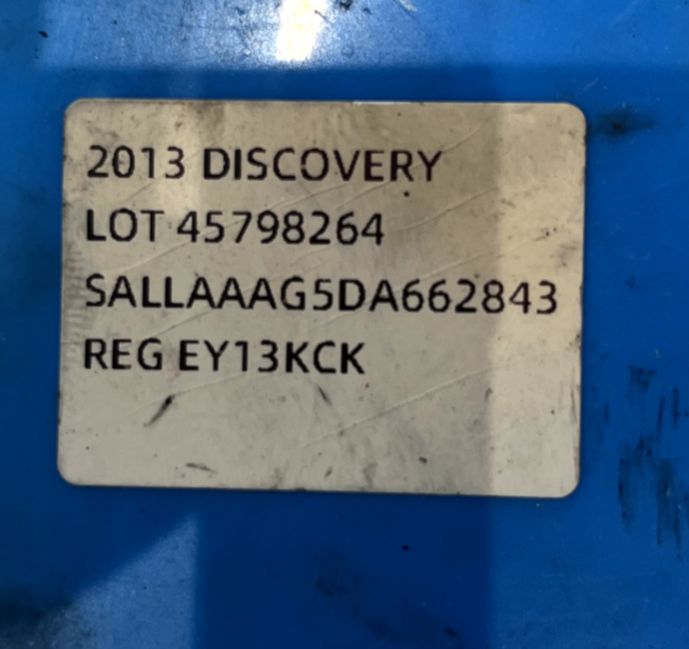 2013 DISCOVERY
LOT 45798264
SALLAAAG5DA662843
REG EY13KCK